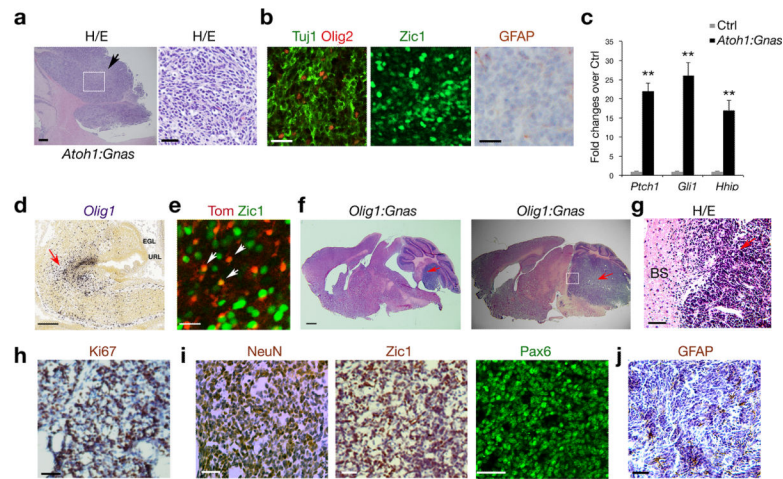 a
H/E
H/E
Atoh1:Gnas
b
Tuj1 Olig2
Zic1
GFAP
c
Ctrl
Atoh1:Gnas
Fold changes over Ctrl
35
30
25
20
15
10
5
0
**
**
**
Ptch1
Gli1
Hhip
d
Olig1
EGL
URL
e
Tom Zic1
f
Olig1:Gnas
Olig1:Gnas
g
H/E
BS
h
Ki67
i
NeuN
Zic1
Pax6
j
GFAP